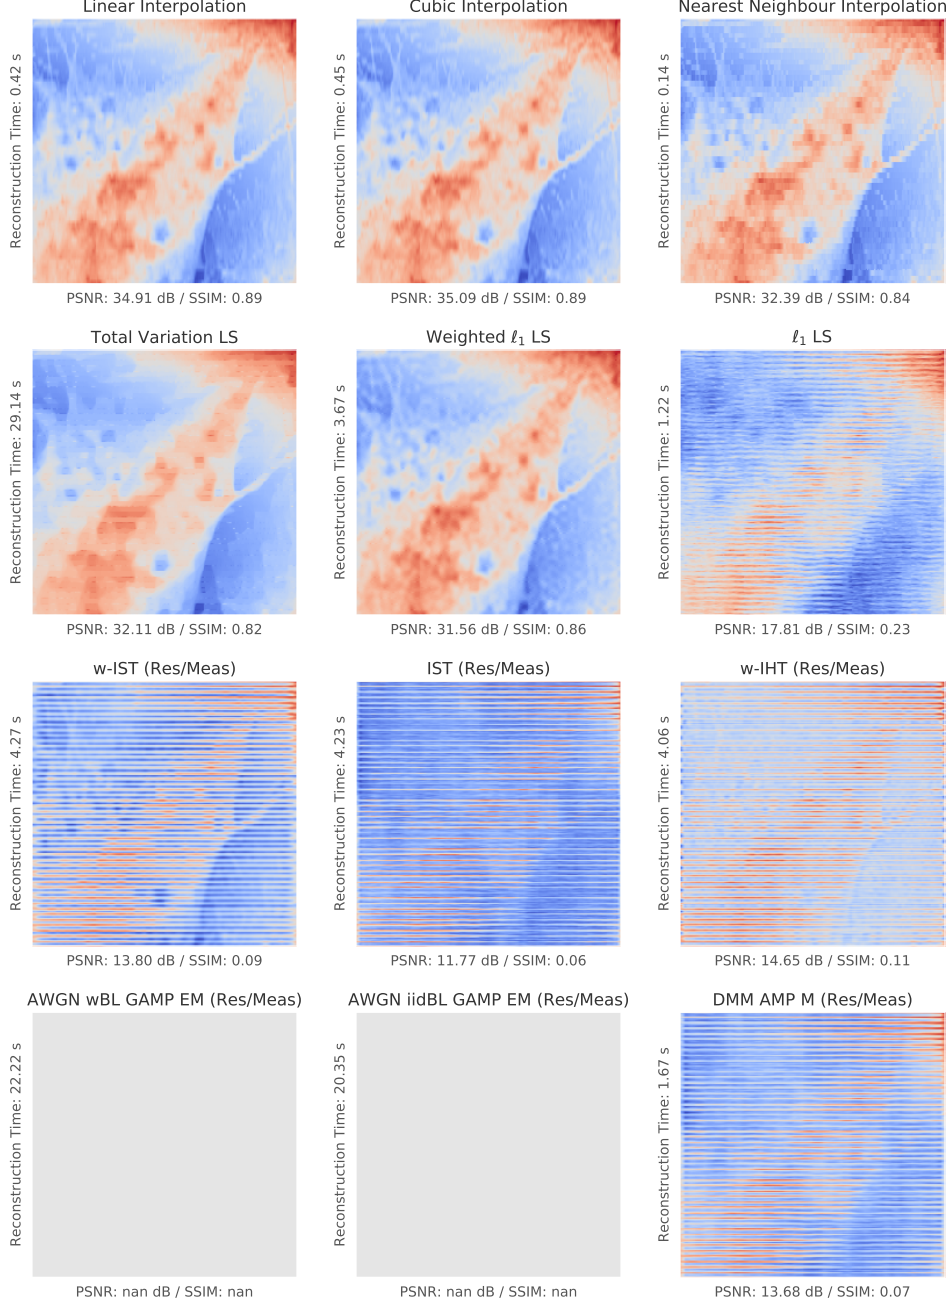 Linear Interpolation
Cubic Interpolation
Nearest Neighbour Interpolation
Reconstruction Time: 0.42 s
Reconstruction Time: 0.45 s
Reconstruction Time: 0.14 s
PSNR: 34.91 dB / SSIM: 0.89
PSNR: 35.09 dB / SSIM: 0.89
PSNR: 32.39 dB / SSIM: 0.84
Total Variation LS
Weighted ℓ₁ LS
ℓ₁ LS
Reconstruction Time: 29.14 s
Reconstruction Time: 3.67 s
Reconstruction Time: 1.22 s
PSNR: 32.11 dB / SSIM: 0.82
PSNR: 31.56 dB / SSIM: 0.86
PSNR: 17.81 dB / SSIM: 0.23
w-IST (Res/Meas)
IST (Res/Meas)
w-IHT (Res/Meas)
Reconstruction Time: 4.27 s
Reconstruction Time: 4.23 s
Reconstruction Time: 4.06 s
PSNR: 13.80 dB / SSIM: 0.09
PSNR: 11.77 dB / SSIM: 0.06
PSNR: 14.65 dB / SSIM: 0.11
AWGN wBL GAMP EM (Res/Meas)
AWGN iidBL GAMP EM (Res/Meas)
DMM AMP M (Res/Meas)
Reconstruction Time: 22.22 s
Reconstruction Time: 20.35 s
Reconstruction Time: 1.67 s
PSNR: nan dB / SSIM: nan
PSNR: nan dB / SSIM: nan
PSNR: 13.68 dB / SSIM: 0.07